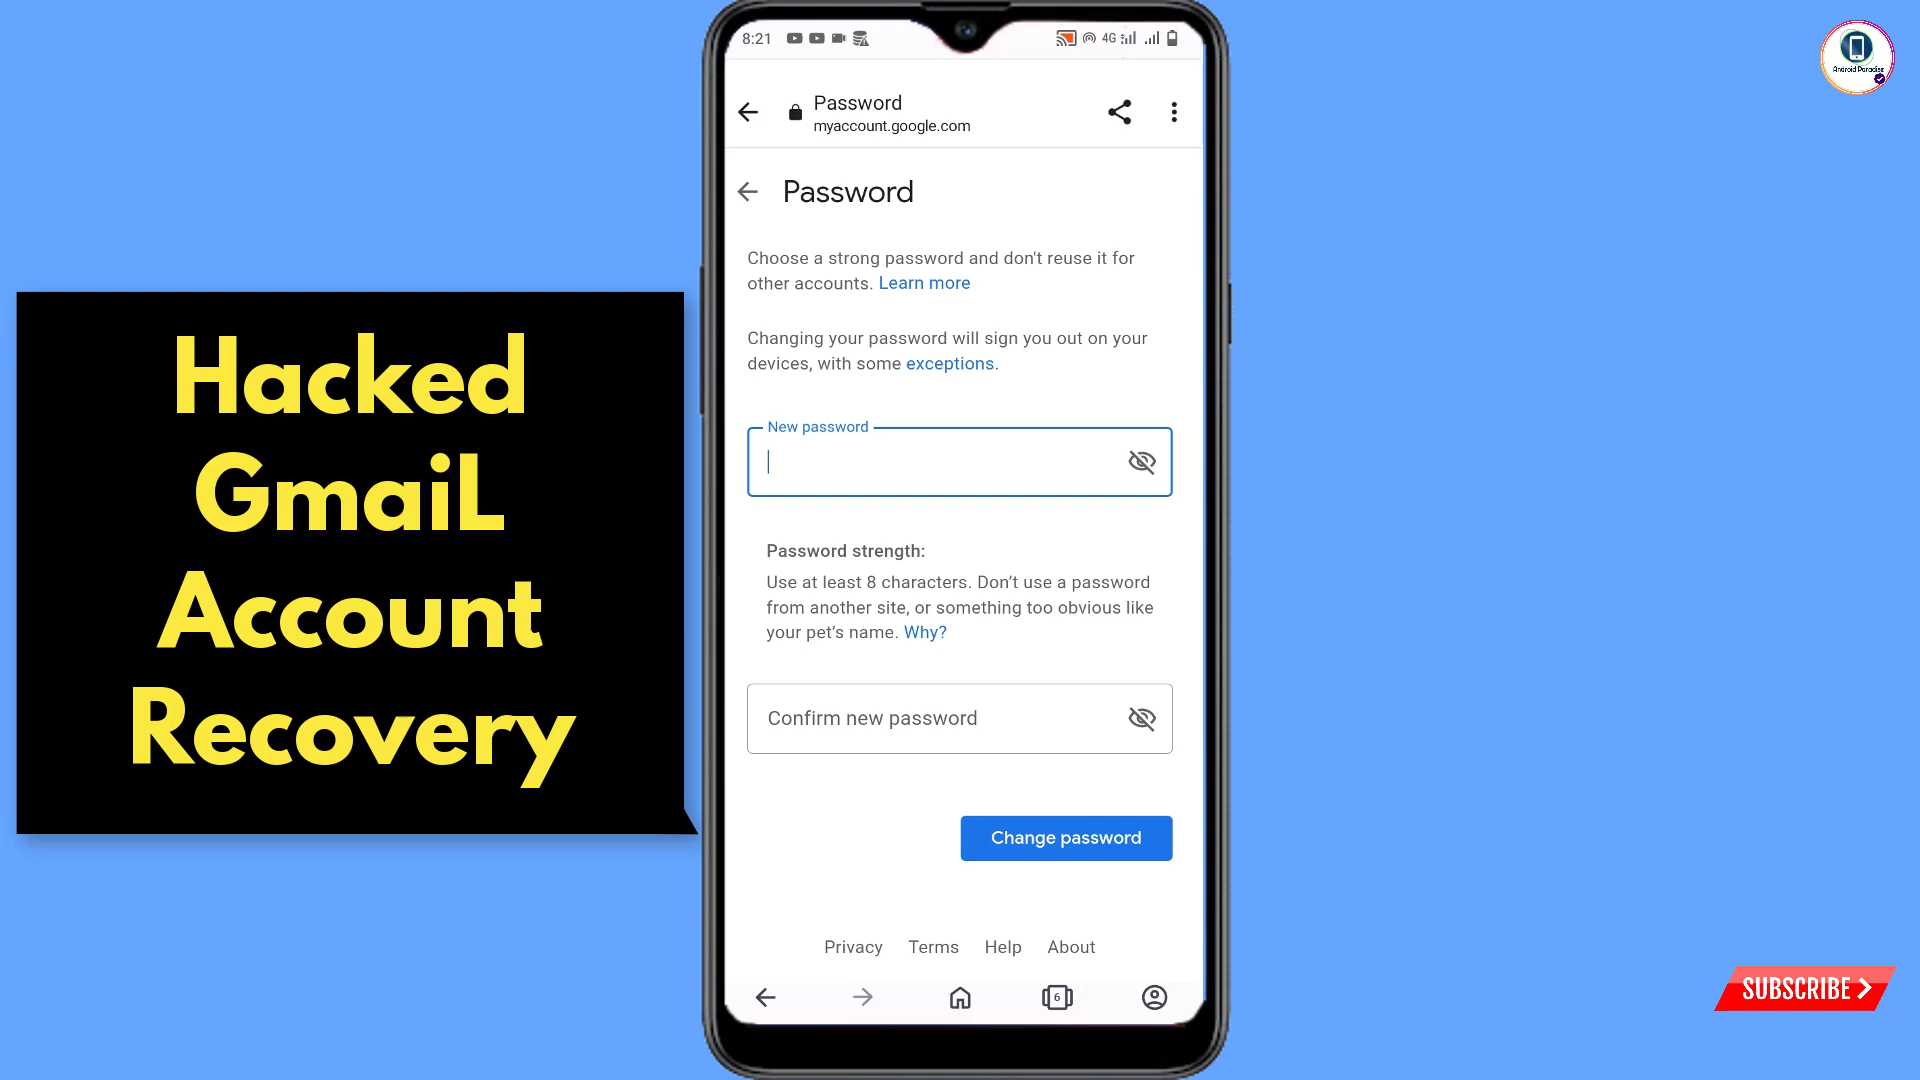 Hacked
GmaiL
Account
Recovery
8:21
4G
Password
myaccount.google.com
Password
Choose a strong password and don't reuse it for
other accounts. Learn more
Changing your password will sign you out on your
devices, with some exceptions.
New password
Password strength:
Use at least 8 characters. Don’t use a password
from another site, or something too obvious like
your pet’s name. Why?
Confirm new password
Change password
Privacy Terms Help About
6
Android Paradise
SUBSCRIBE